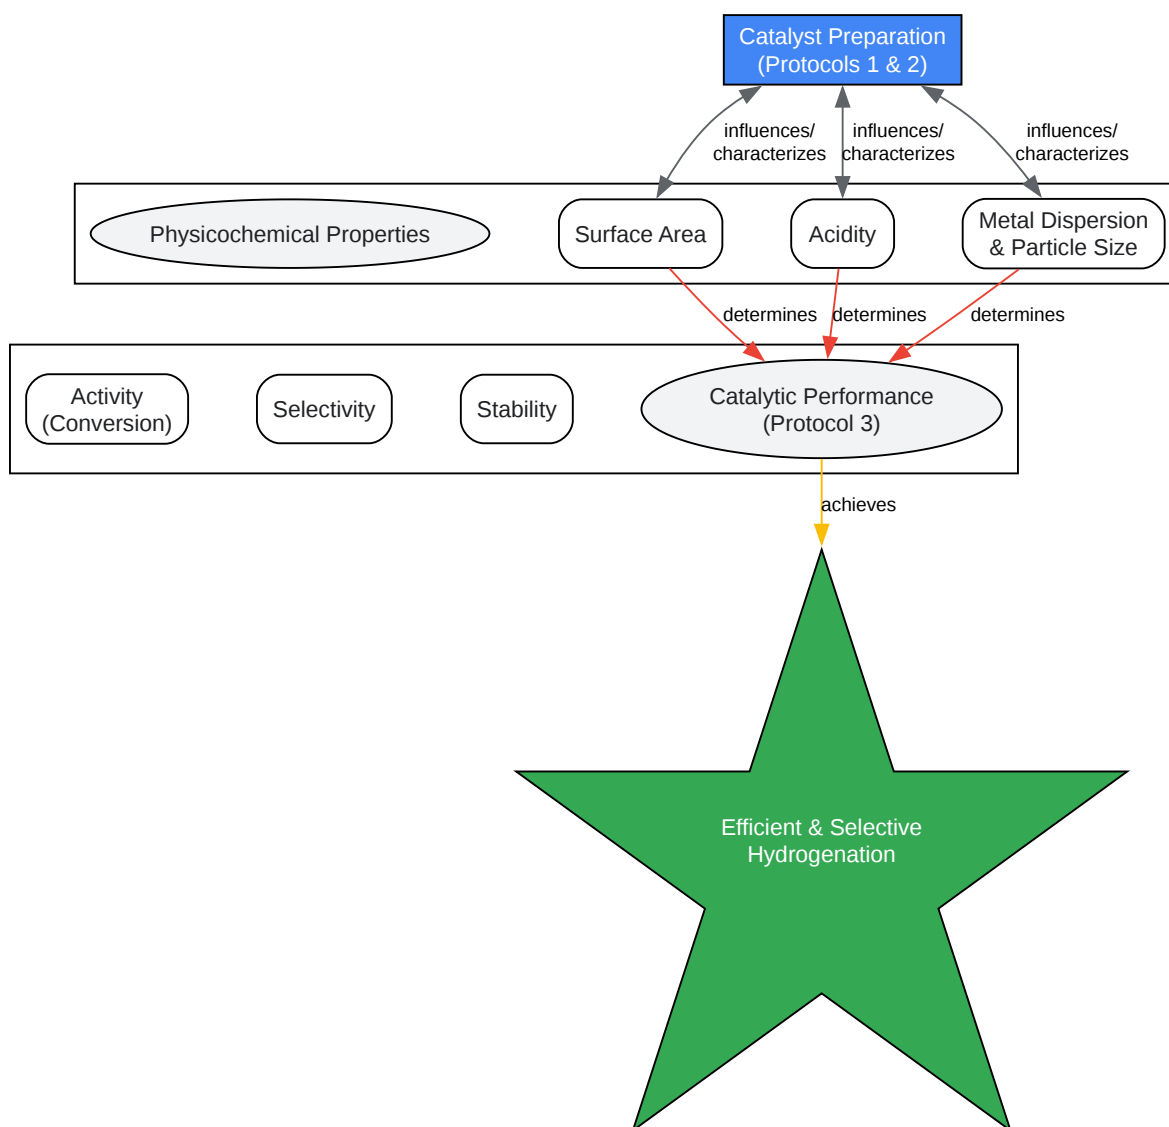 Catalyst Preparation
(Protocols 1 & 2)
influences/
characterizes
influences/
characterizes
influences/
characterizes
Physicochemical Properties
Surface Area
Acidity
Metal Dispersion
& Particle Size
determines
determines
determines
Activity
(Conversion)
Selectivity
Stability
Catalytic Performance
(Protocol 3)
achieves
Efficient & Selective
Hydrogenation